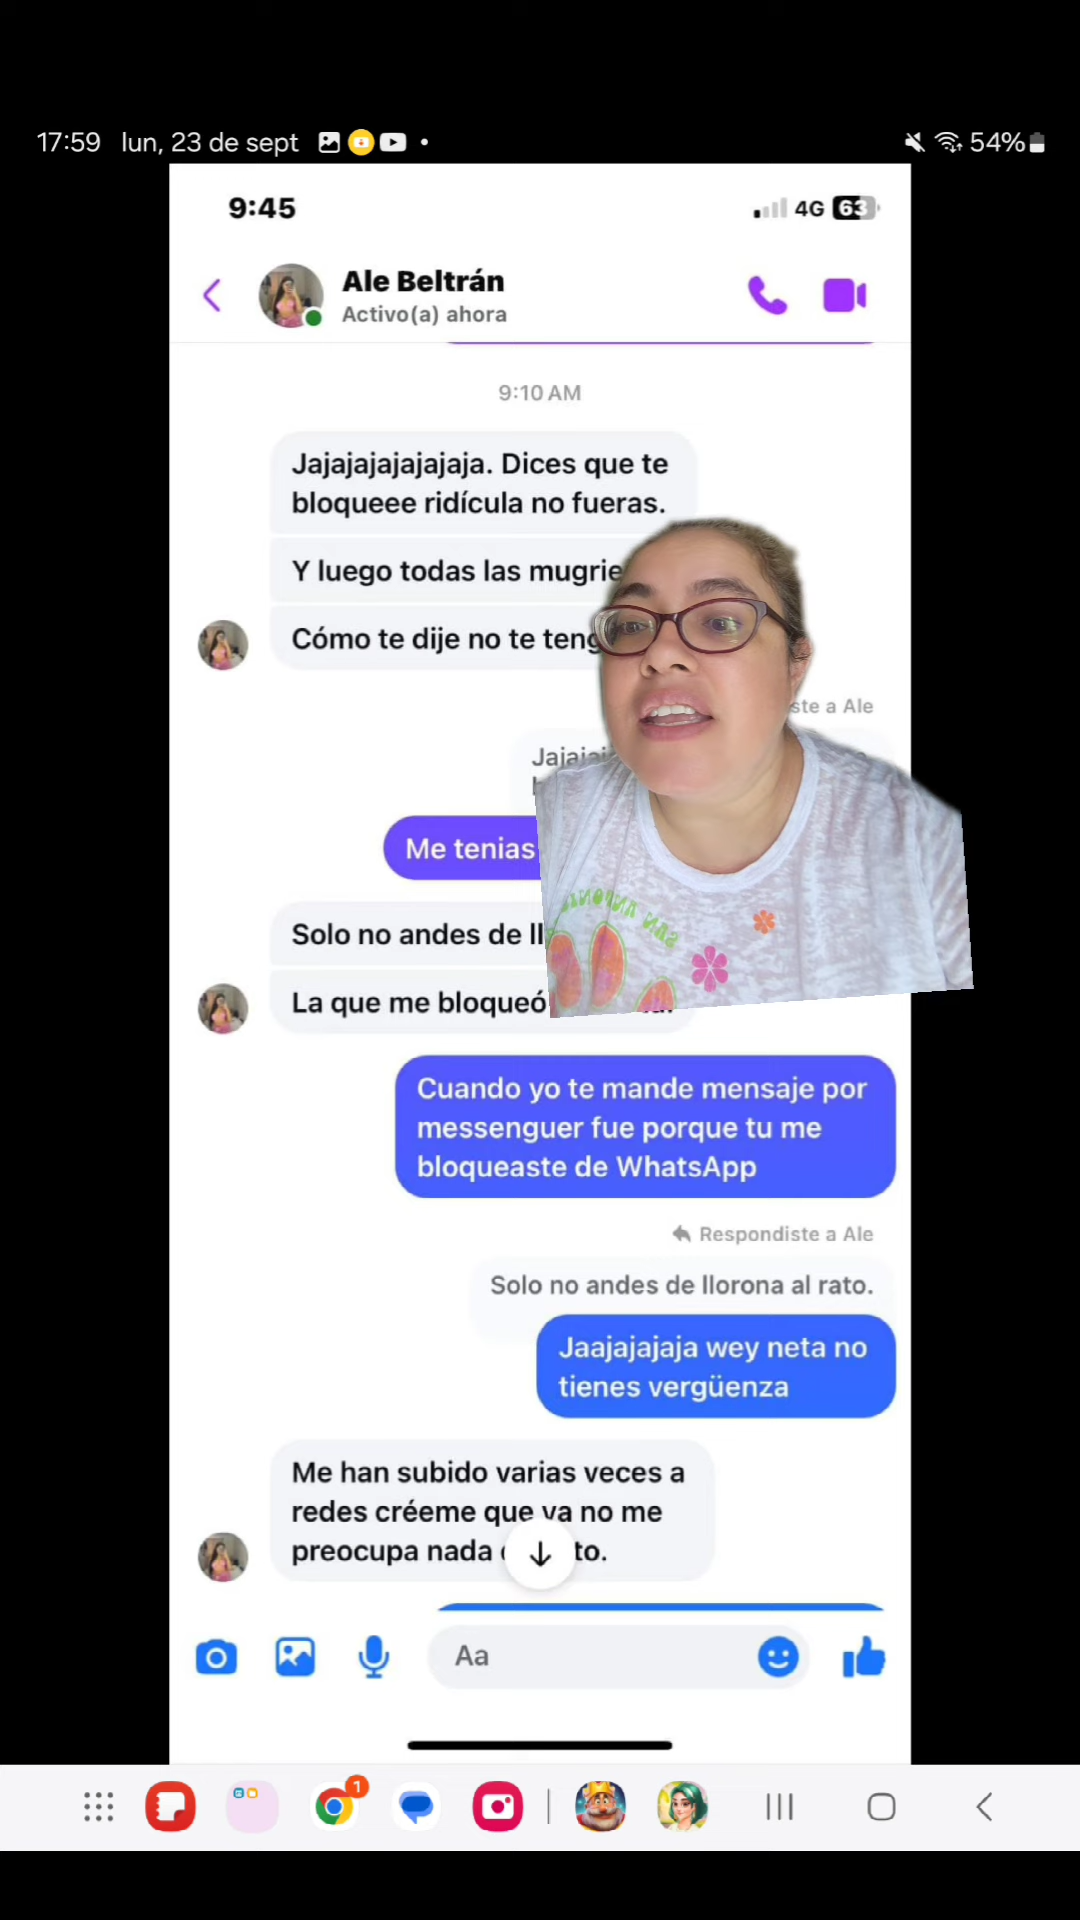 17:59 lun, 23 de sept
54%
9:45
4G 63
Ale Beltrán
Activo(a) ahora
9:10 AM
Jajajajajajajaja. Dices que te
bloqueee ridícula no fueras.
Y luego todas las
Cómo te dije no te
a Ale
Me tenias
Solo no andes de
La que me bloqueó
Cuando yo te mande mensaje por
messenguer fue porque tu me
bloqueaste de WhatsApp
Respondiste a Ale
Solo no andes de llorona al rato.
Jaajajajaja wey neta no
tienes vergüenza
Me han subido varias veces a
redes créeme que ya no me
preocupa nada
Aa
1